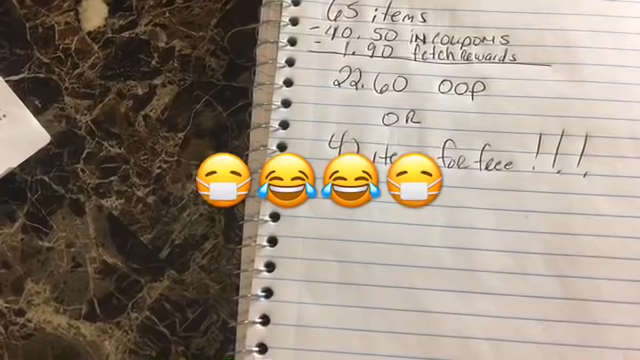 65 items
- 40.50 in coupons
- 1.90 fetch rewards
22.60 OOP
OR
for free !!!